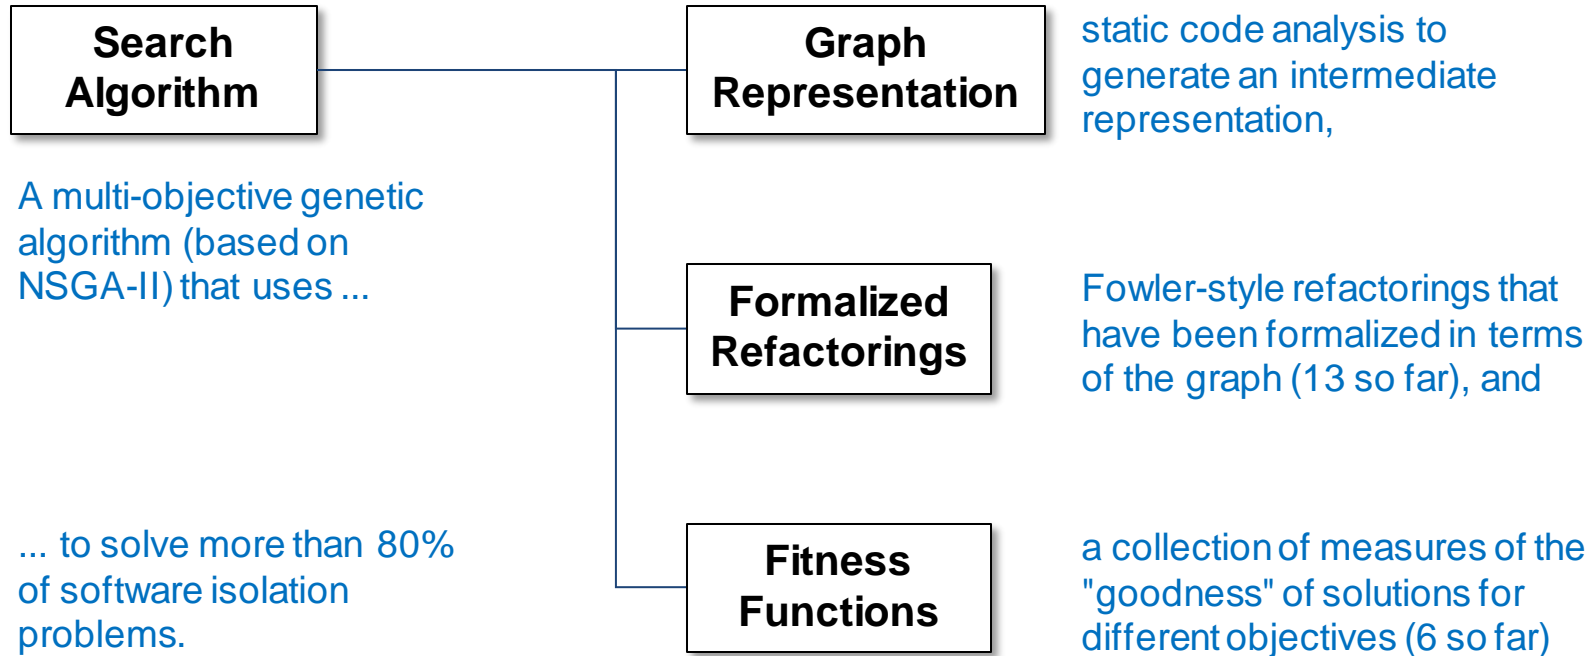 Search
Algorithm
A multi-objective genetic
algorithm (based on
NSGA-II) that uses ...
Graph
Representation
static code analysis to
generate an intermediate
representation,
Formalized
Refactorings
Fowler-style refactorings that
have been formalized in terms
of the graph (13 so far), and
Fitness
Functions
a collection of measures of the
"goodness" of solutions for
different objectives (6 so far)
... to solve more than 80%
of software isolation
problems.